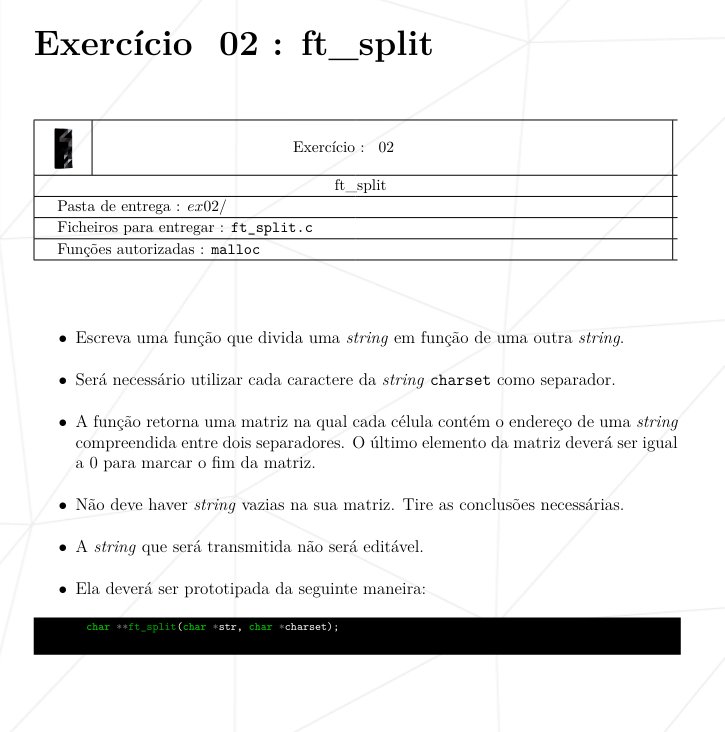 Exercício 02 : ft_split
Exercício : 02
ft_split
Pasta de entrega : ex02/
Ficheiros para entregar : ft_split.c
Funções autorizadas : malloc
• Escreva uma função que divida uma string em função de uma outra string.
• Será necessário utilizar cada caractere da string charset como separador.
• A função retorna uma matriz na qual cada célula contém o endereço de uma string
compreendida entre dois separadores. O último elemento da matriz deverá ser igual
a 0 para marcar o fim da matriz.
• Não deve haver string vazias na sua matriz. Tire as conclusões necessárias.
• A string que será transmitida não será editável.
• Ela deverá ser prototipada da seguinte maneira:
char **ft_split(char *str, char *charset);